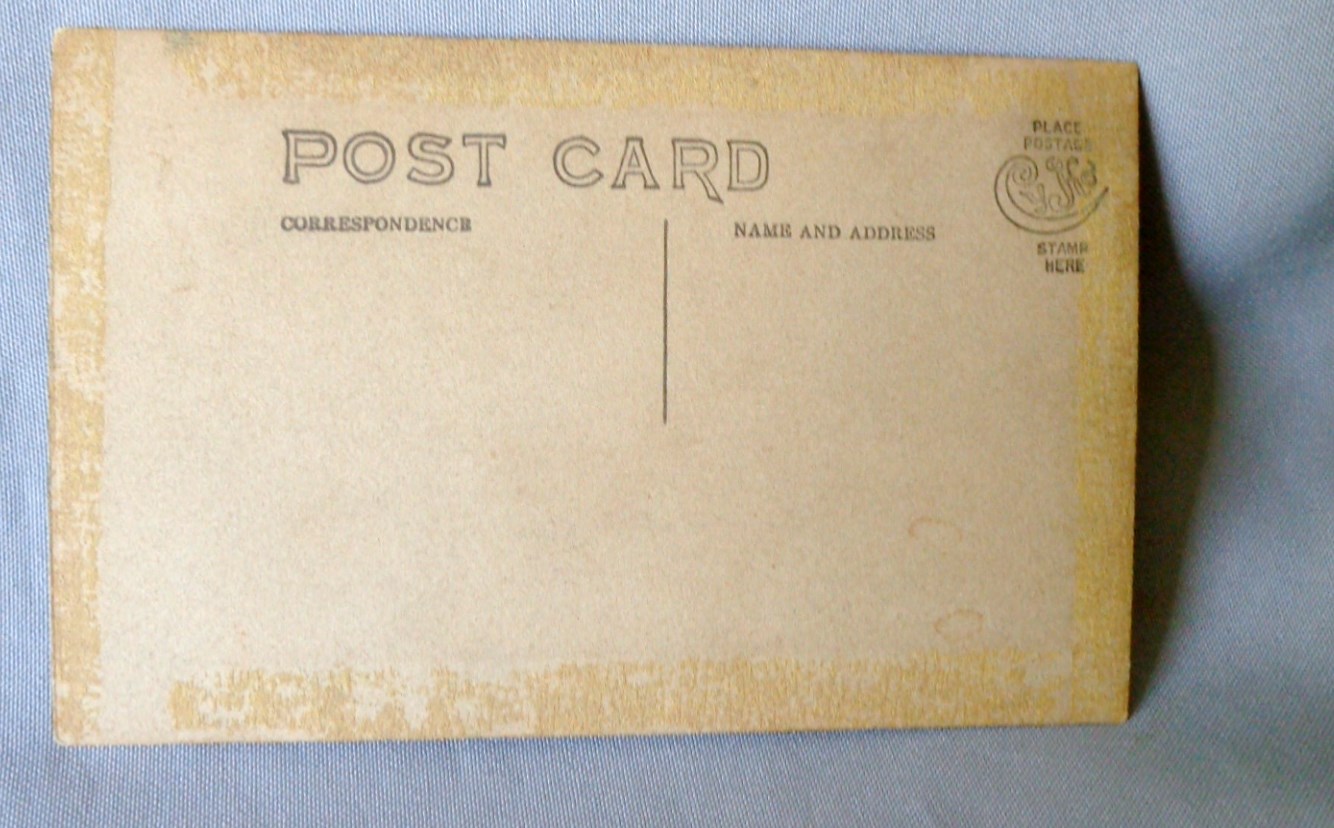 POST CARD
CORRESPONDENCE
NAME AND ADDRESS
PLACE
POSTAGE
STAMP
HERE